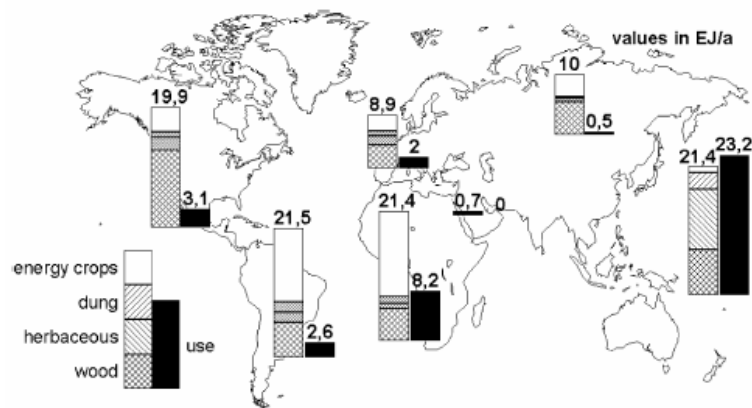 values in EJ/a
10
19,9
8,9
0,5
2
23,2
21,4
3,1
21,5
21,4
0,7 0
energy crops
8,2
dung
herbaceous
use
2,6
wood